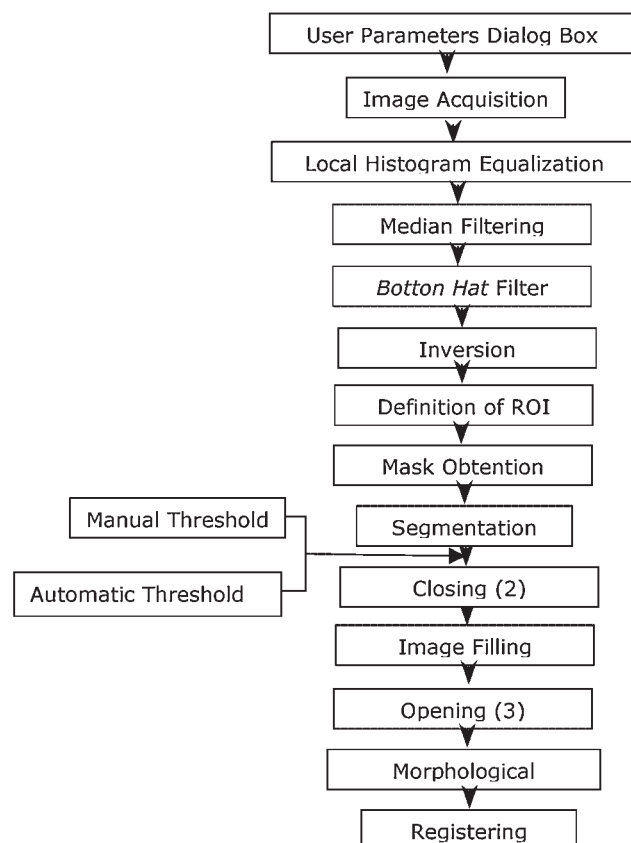 User Parameters Dialog Box
Image Acquisition
Local Histogram Equalization
Median Filtering
Botton Hat Filter
Inversion
Definition of ROI
Mask Obtention
Manual Threshold
Segmentation
Automatic Threshold
Closing (2)
Image Filling
Opening (3)
Morphological
Registering